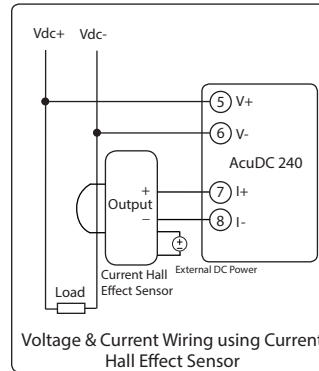 Vdc+ Vdc-
5 V+
6 V-
AcuDC 240
+ 7 I+
Output
− 8 I-
+
−
External DC Power
Current Hall
Effect Sensor
Load
Voltage & Current Wiring using Current
Hall Effect Sensor